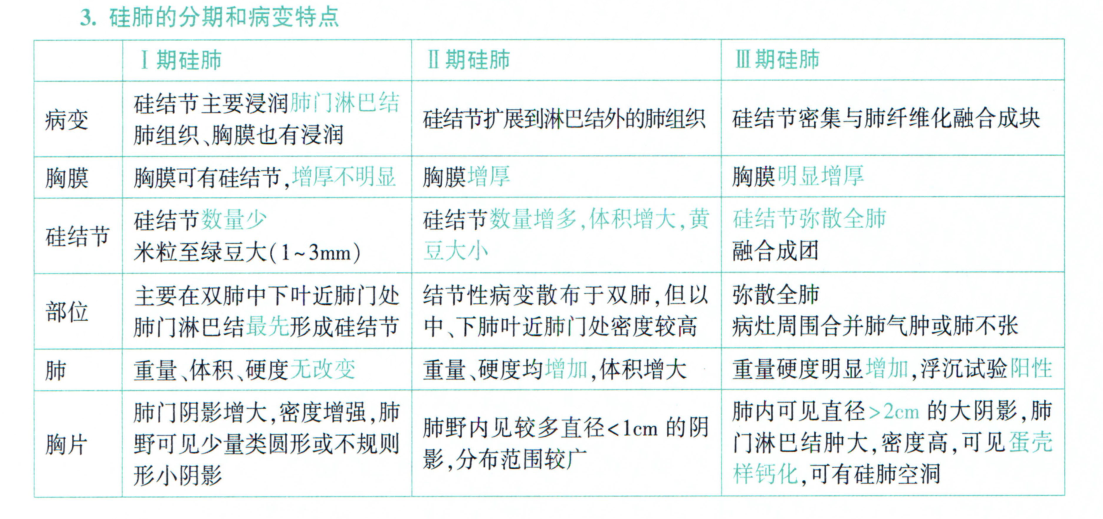 3. 硅肺的分期和病变特点
Ⅰ期硅肺 Ⅱ期硅肺 Ⅲ期硅肺
病变
硅结节主要浸润肺门淋巴结
肺组织、胸膜也有浸润
硅结节扩展到淋巴结外的肺组织
硅结节密集与肺纤维化融合成块
胸膜
胸膜可有硅结节,增厚不明显
胸膜增厚
胸膜明显增厚
硅结节
硅结节数量少
米粒至绿豆大(1~3mm)
硅结节数量增多,体积增大,黄
豆大小
硅结节弥散全肺
融合成团
部位
主要在双肺中下叶近肺门处
肺门淋巴结最先形成硅结节
结节性病变散布于双肺,但以
中、下肺叶近肺门处密度较高
弥散全肺
病灶周围合并肺气肿或肺不张
肺
重量、体积、硬度无改变
重量、硬度均增加,体积增大
重量硬度明显增加,浮沉试验阳性
胸片
肺门阴影增大,密度增强,肺
野可见少量类圆形或不规则
形小阴影
肺野内见较多直径<1cm 的阴
影,分布范围较广
肺内可见直径>2cm 的大阴影,肺
门淋巴结肿大,密度高,可见蛋壳
样钙化,可有硅肺空洞